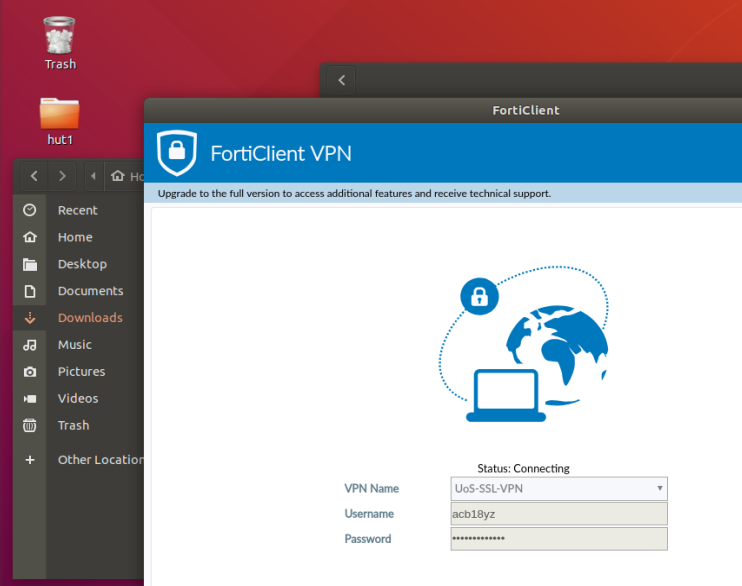 Trash
hut1
FortiClient
FortiClient VPN
Upgrade to the full version to access additional features and receive technical support.
Ho
Recent
Home
Desktop
Documents
Downloads
Music
Pictures
Videos
Trash
Other Location
Status: Connecting
VPN Name UoS-SSL-VPN
Username acb18yz
Password •••••••••••••